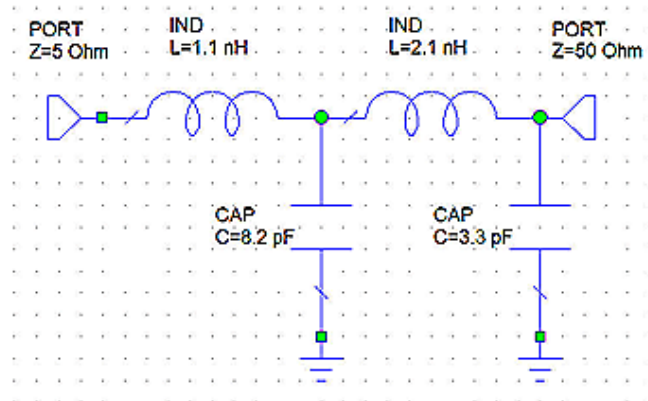 PORT
Z=5 Ohm
IND
L=1.1 nH
IND
L=2.1 nH
PORT
Z=50 Ohm
CAP
C=8.2 pF
CAP
C=3.3 pF